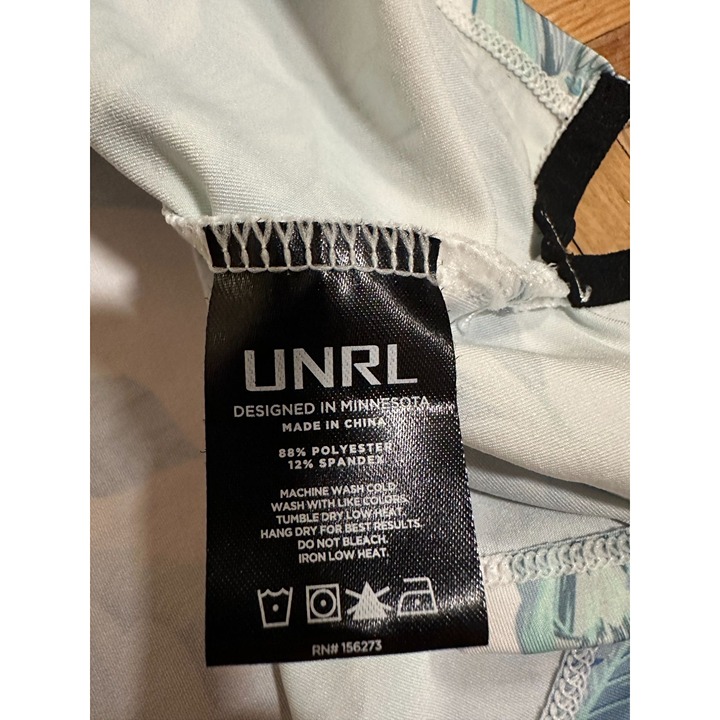 UNRL
DESIGNED IN MINNESOTA
MADE IN CHINA
88% POLYESTER
12% SPANDEX
MACHINE WASH COLD.
WASH WITH LIKE COLORS.
TUMBLE DRY LOW HEAT.
HANG DRY FOR BEST RESULTS.
DO NOT BLEACH.
IRON LOW HEAT.
RN# 156273